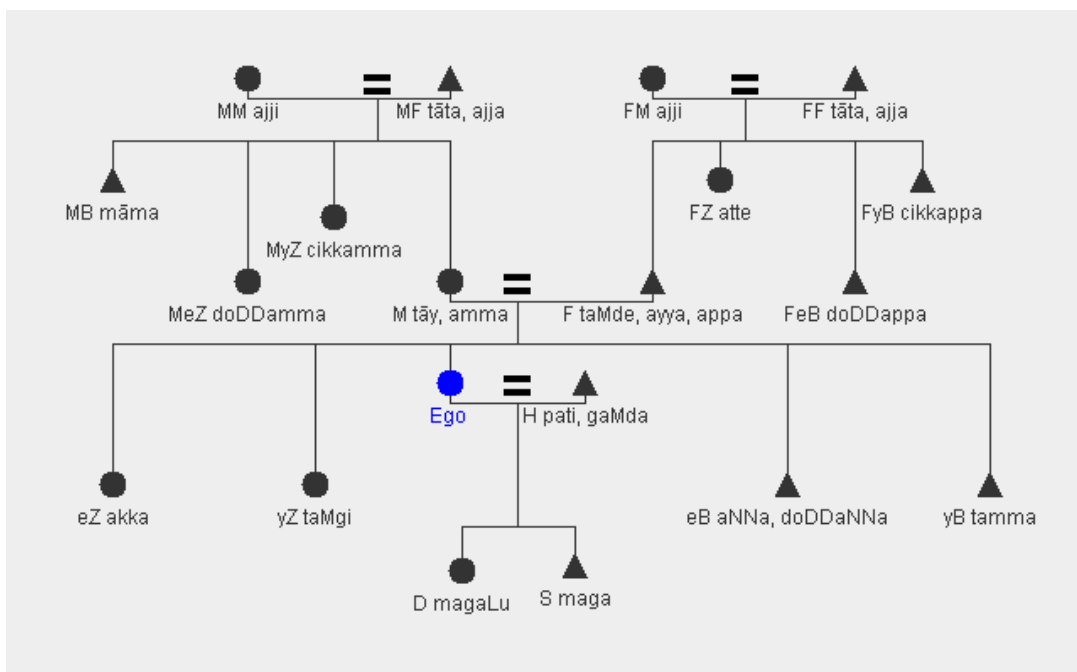 MM ajji
MF tāta, ajja
FM ajji
FF tāta, ajja
MB māma
MyZ cikkamma
FZ atte
FyB cikkappa
MeZ doDDamma
M tāy, amma
F taMde, ayya, appa
FeB doDDappa
Ego
H pati, gaMda
eZ akka
yZ taMgi
eB aNNa, doDDaNNa
yB tamma
D magaLu
S maga